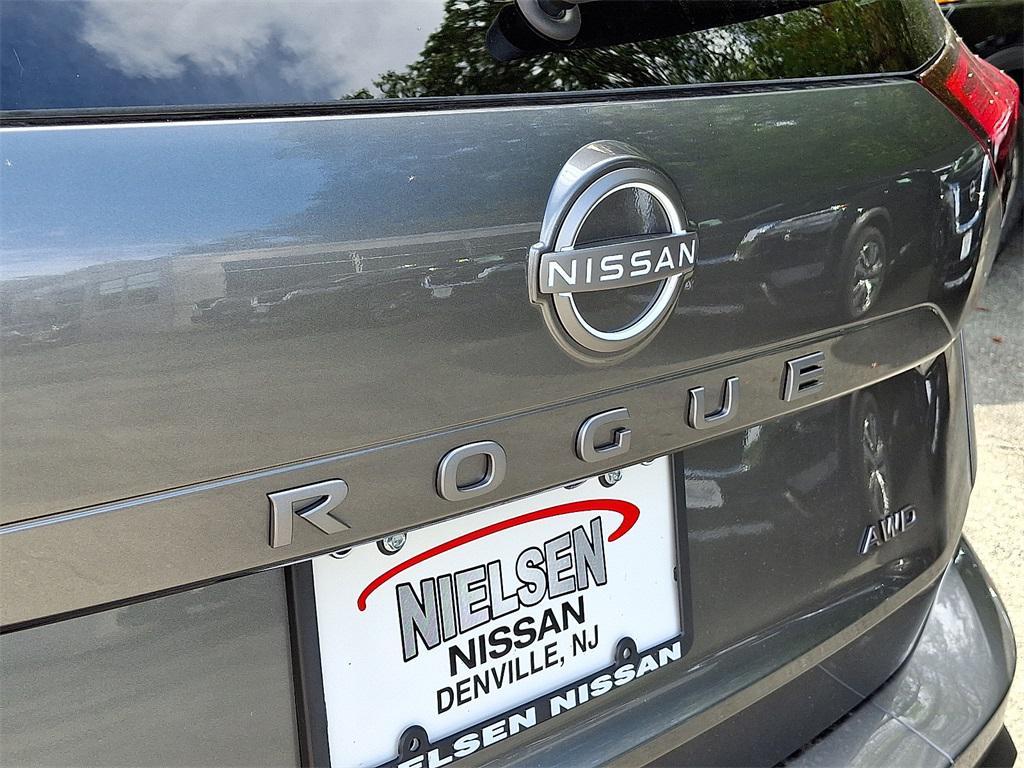 NISSAN
ROGUE
AWD
NIELSEN
NISSAN
DENVILLE, NJ
ELSEN NISSAN